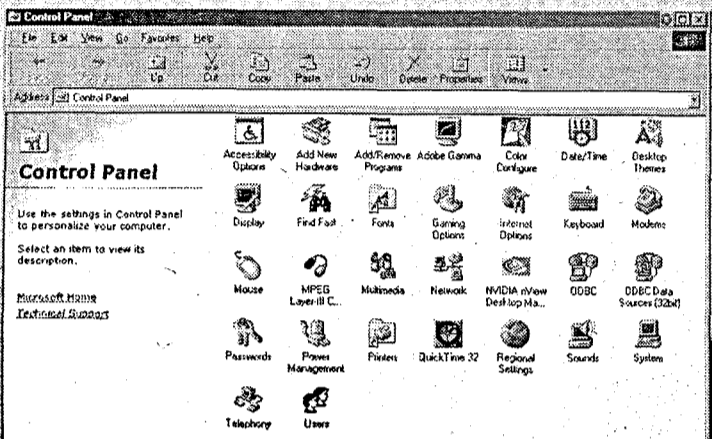 Control Panel
File Edit View Go Favorites Help
Up Cut Copy Paste Undo Delete Properties Views
Address Control Panel
Control Panel
Use the settings in Control Panel
to personalize your computer.
Select an item to view its
description.
Microsoft Home
Technical Support
Accessibility
Options
Add New
Hardware
Add/Remove
Programs
Adobe Gamma
Color
Configure
Date/Time
Desktop
Themes
Display
Find Fast
Fonts
Gaming
Options
Internet
Options
Keyboard
Modems
Mouse
MPEG
Layer-III C...
Multimedia
Network
NVIDIA nView
Desktop Ma...
ODBC
ODBC Data
Sources (32bit)
Passwords
Power
Management
Printers
QuickTime 32
Regional
Settings
Sounds
System
Telephony
Users